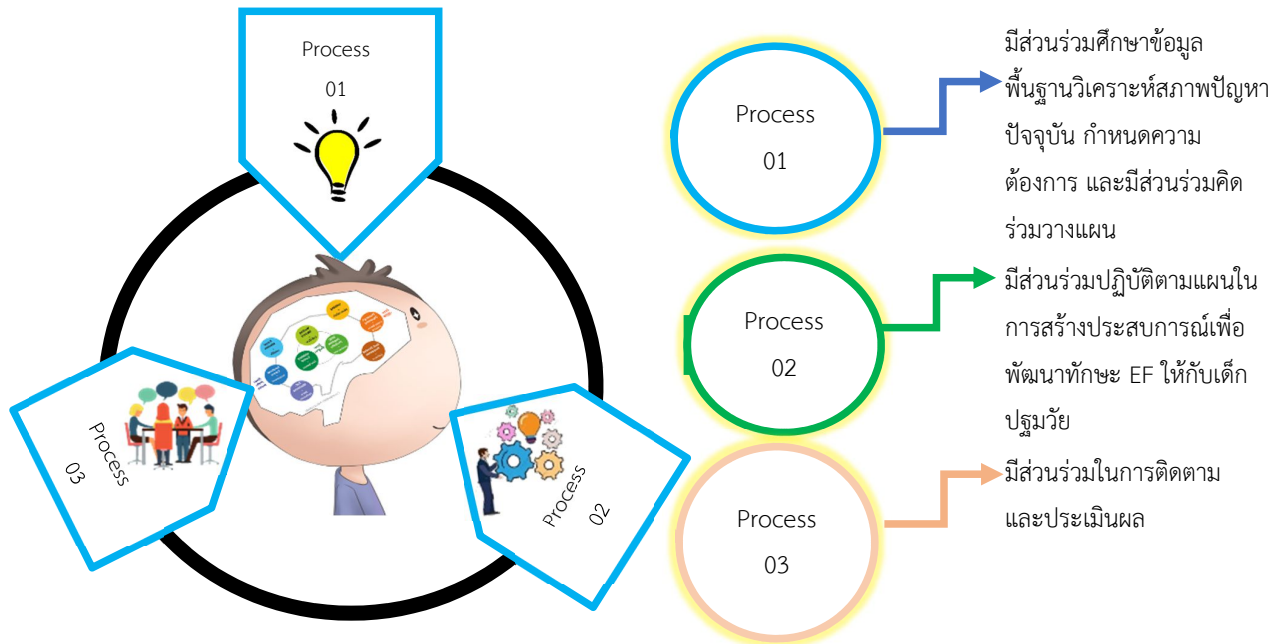 Process
01
Process
03
Process
02
Process
01
มีส่วนร่วมศึกษาข้อมูล
พื้นฐานวิเคราะห์สภาพปัญหา
ปัจจุบัน กำหนดความ
ต้องการ และมีส่วนร่วมคิด
ร่วมวางแผน
Process
02
มีส่วนร่วมปฏิบัติตามแผนใน
การสร้างประสบการณ์เพื่อ
พัฒนาทักษะ EF ให้กับเด็ก
ปฐมวัย
Process
03
มีส่วนร่วมในการติดตาม
และประเมินผล